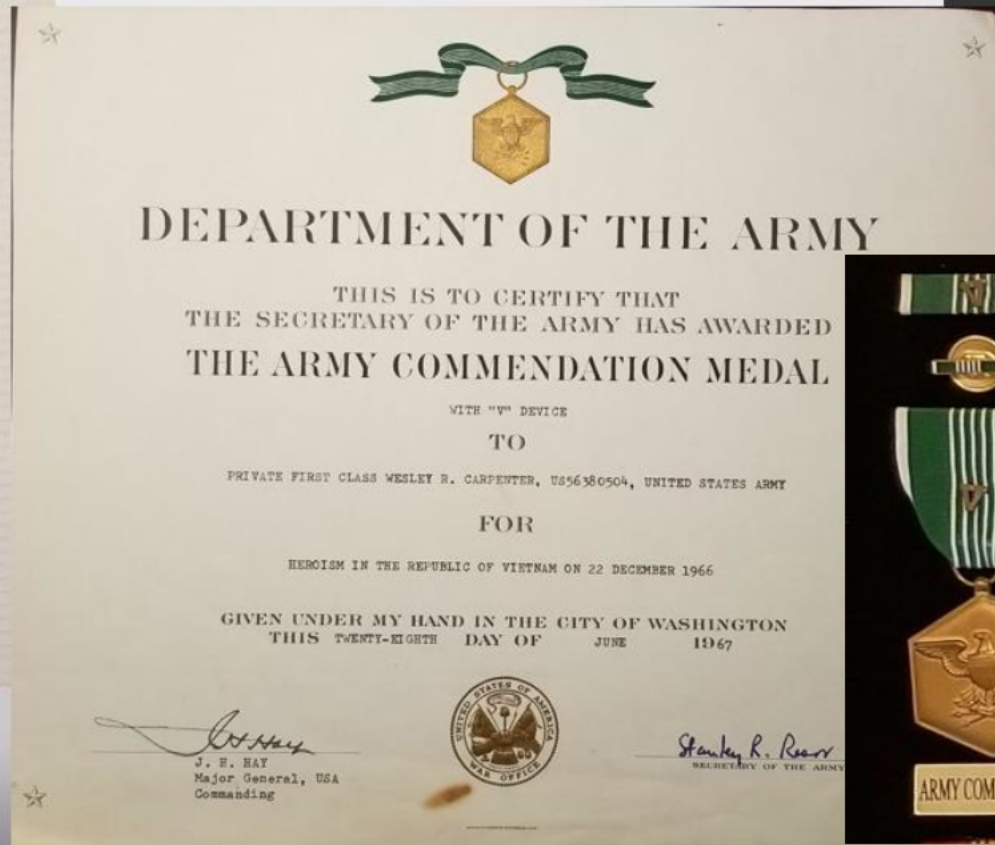 DEPARTMENT OF THE ARMY
THIS IS TO CERTIFY THAT
THE SECRETARY OF THE ARMY HAS AWARDED
THE ARMY COMMENDATION MEDAL
WITH "V" DEVICE
TO
PRIVATE FIRST CLASS WESLEY R. CARPENTER, US56380504, UNITED STATES ARMY
FOR
HEROISM IN THE REPUBLIC OF VIETNAM ON 22 DECEMBER 1966
GIVEN UNDER MY HAND IN THE CITY OF WASHINGTON
THIS TWENTY-EIGHTH DAY OF JUNE 1967
UNITED STATES OF AMERICA
WAR OFFICE
J. H. HAY
Major General, USA
Commanding
Stanley R.
SECRETARY OF THE ARMY
ARMY COM